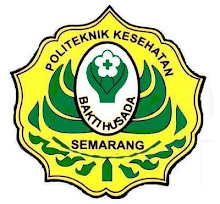 POLITEKNIK KESEHATAN
BAKTI HUSADA
SEMARANG